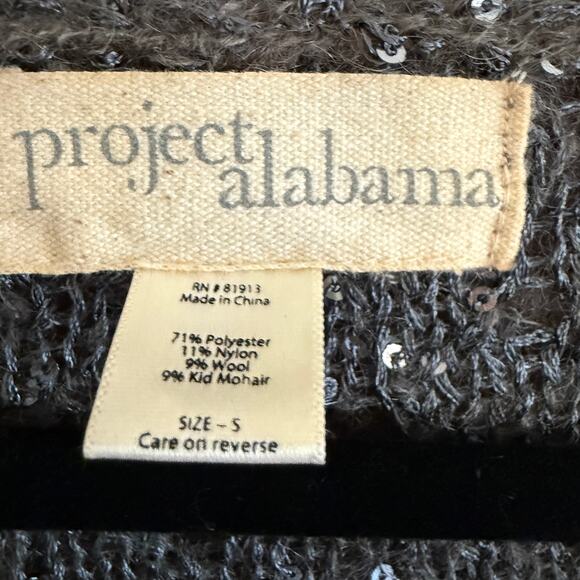 project
alabama
RN # 81913
Made in China
71% Polyester
11% Nylon
9% Wool
9% Kid Mohair
SIZE - S
Care on reverse